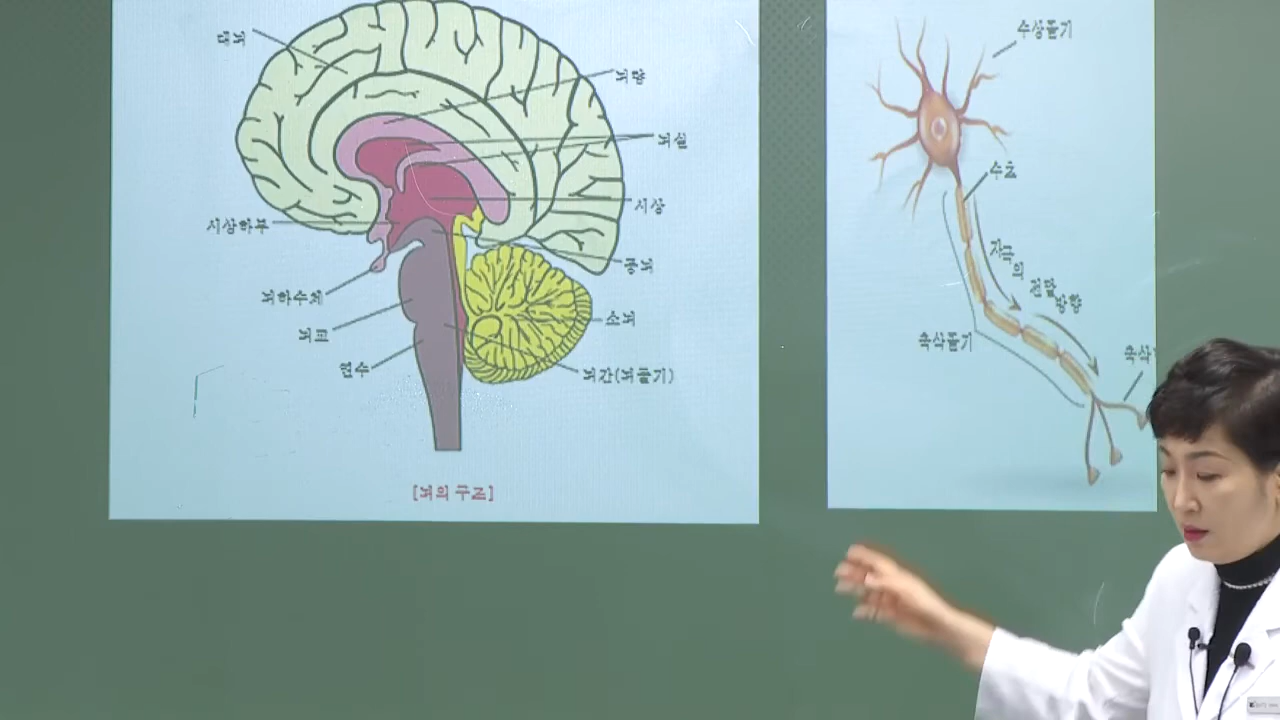 대뇌
뇌량
뇌실
시상
시상하부
중뇌
뇌하수체
소뇌
뇌교
연수
뇌간(뇌줄기)
[뇌의 구조]
수상돌기
수초
자극의 전달 방향
축삭돌기
축삭